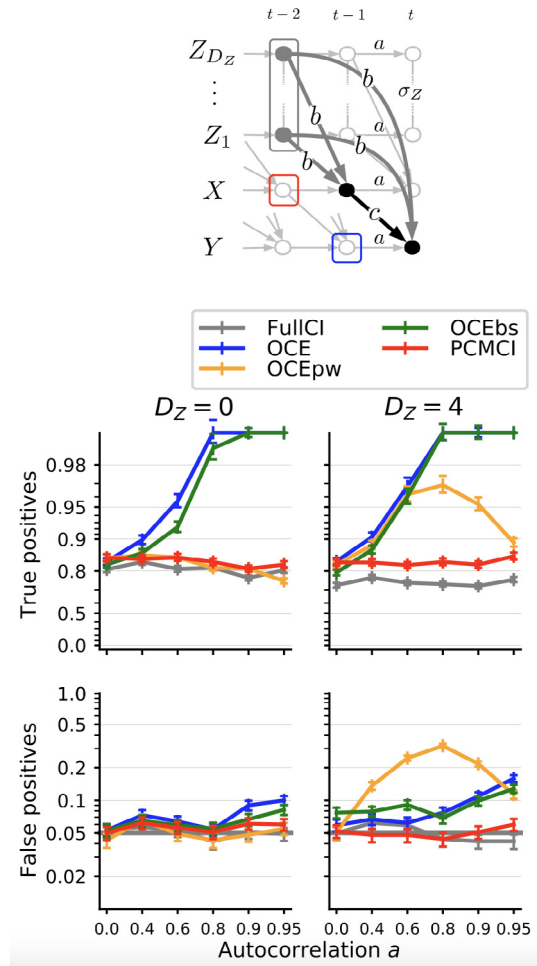 t − 2 t − 1 t
Z_{D_Z} a
b
⋮ σ_Z
b
Z_1 a
b b
X a
c
Y a
FullCI OCEbs
OCE PCMCI
OCEpw
D_Z = 0 D_Z = 4
True positives
0.98
0.95
0.9
0.8
0.5
0.0
False positives
1.0
0.5
0.2
0.1
0.05
0.02
0.0 0.4 0.6 0.8 0.9 0.95 0.0 0.4 0.6 0.8 0.9 0.95
Autocorrelation a